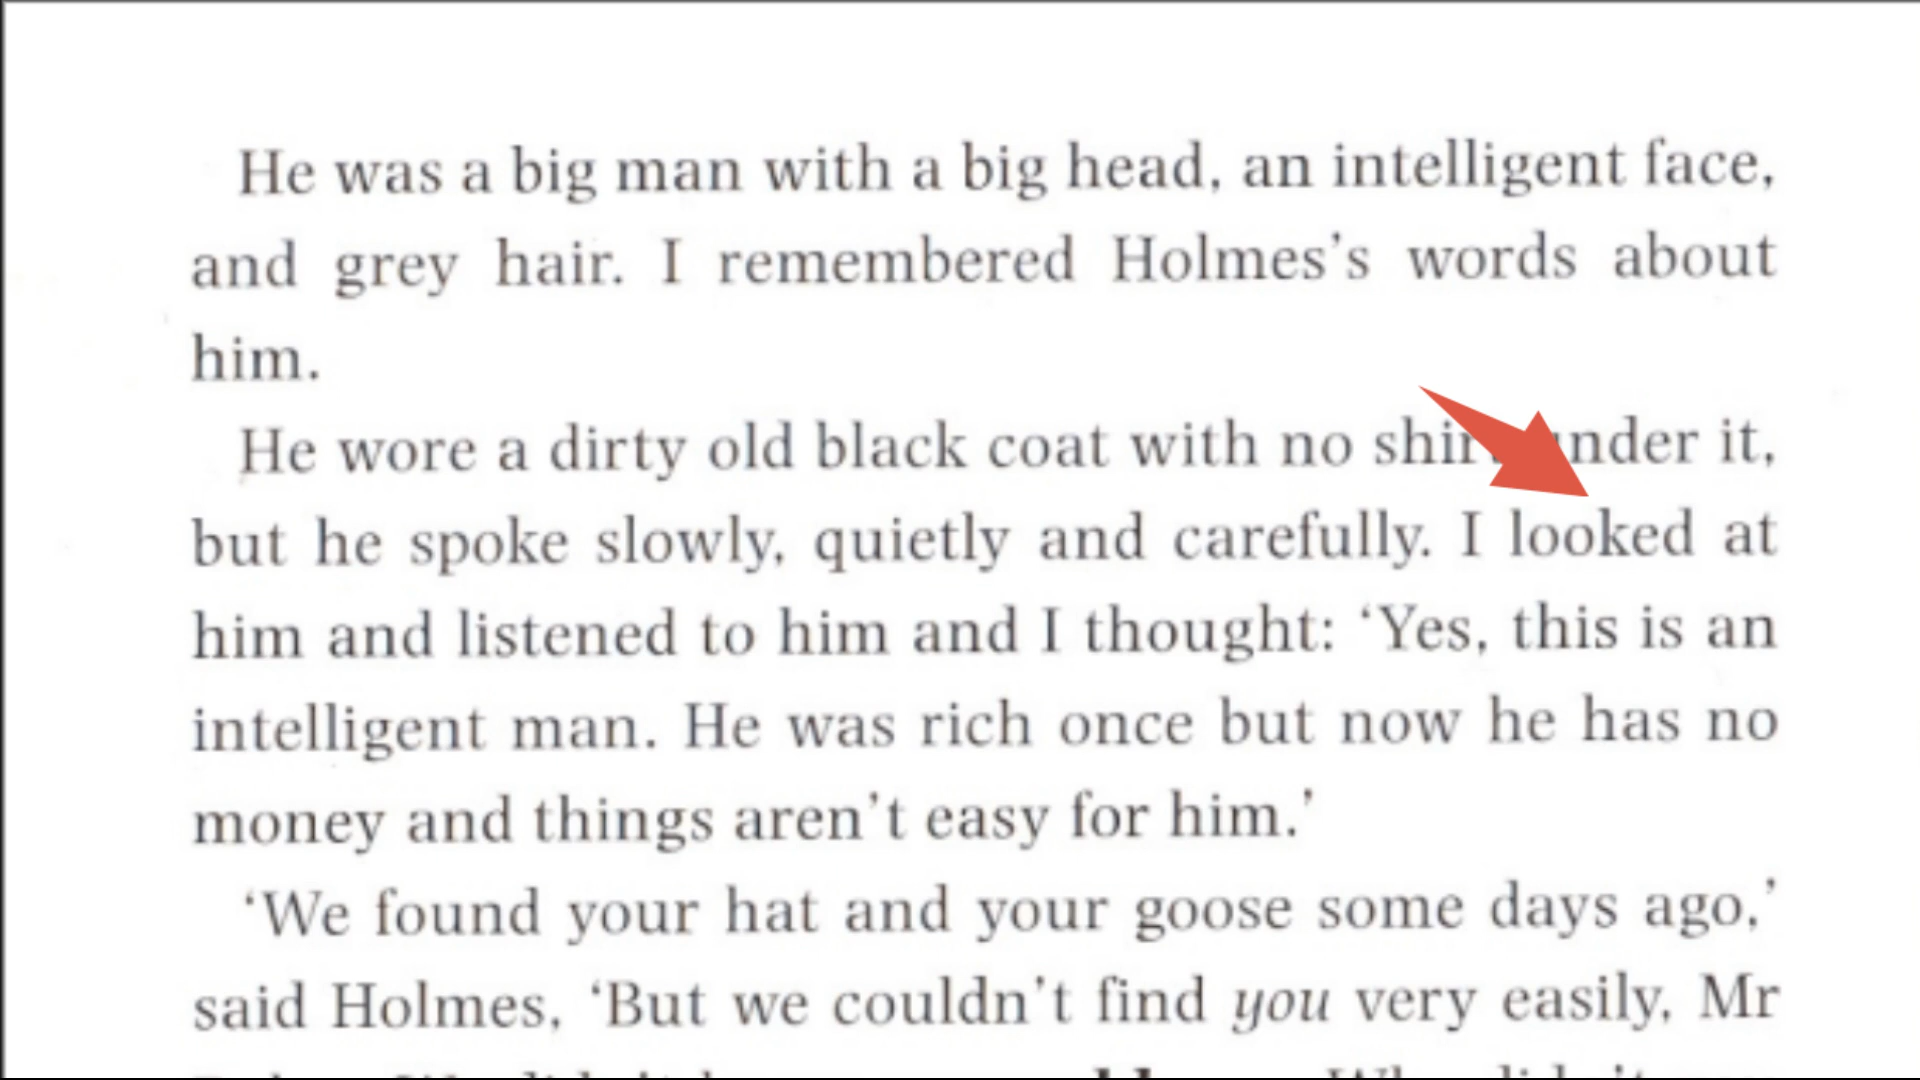 He was a big man with a big head, an intelligent face,
and grey hair. I remembered Holmes's words about
him.
He wore a dirty old black coat with no shirt under it,
but he spoke slowly, quietly and carefully. I looked at
him and listened to him and I thought: ‘Yes, this is an
intelligent man. He was rich once but now he has no
money and things aren't easy for him.’
‘We found your hat and your goose some days ago,’
said Holmes, ‘But we couldn't find you very easily, Mr